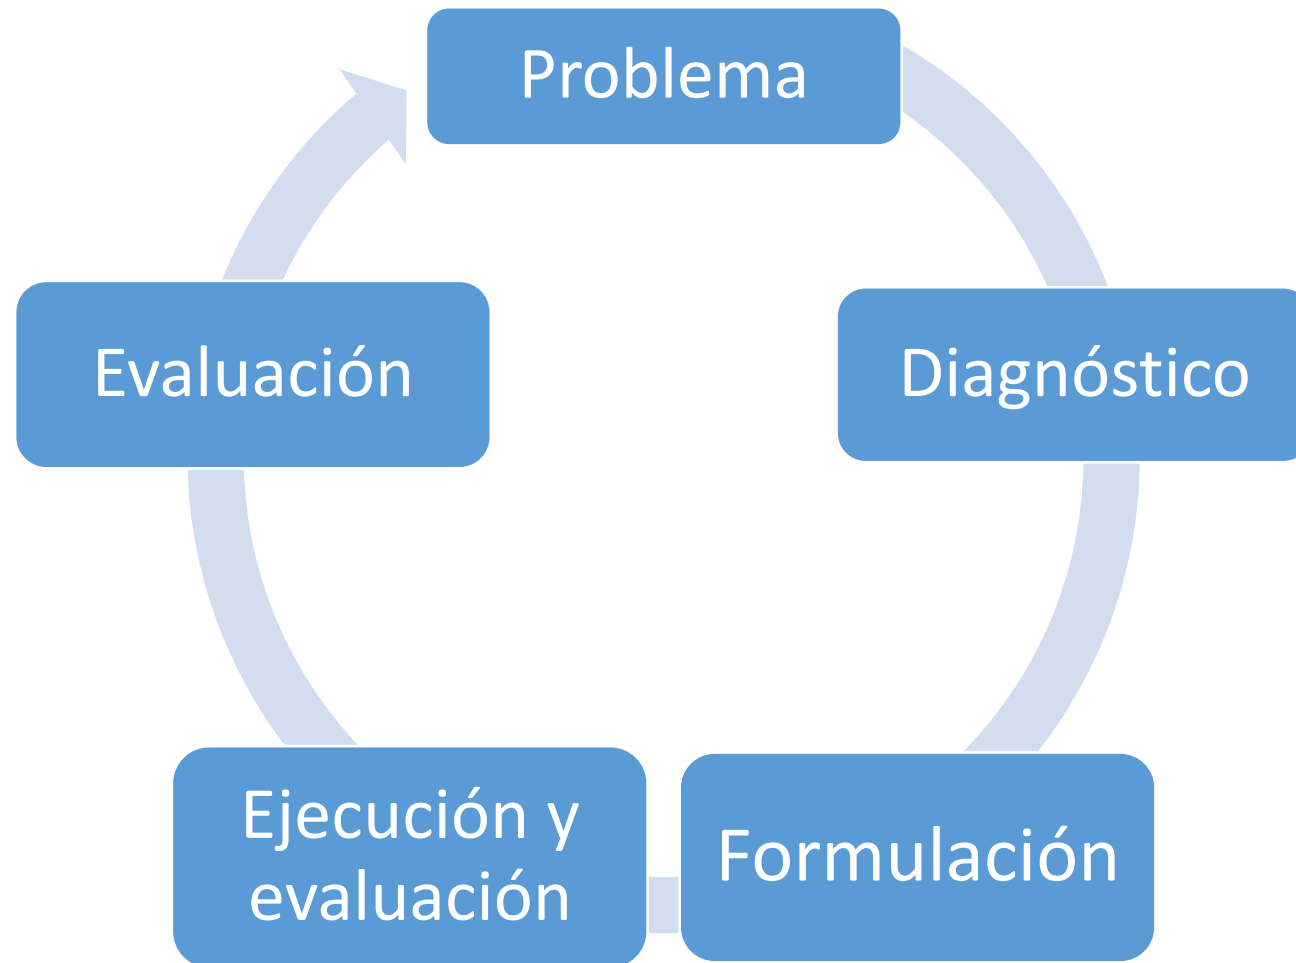 Problema
Diagnóstico
Formulación
Ejecución y
evaluación
Evaluación